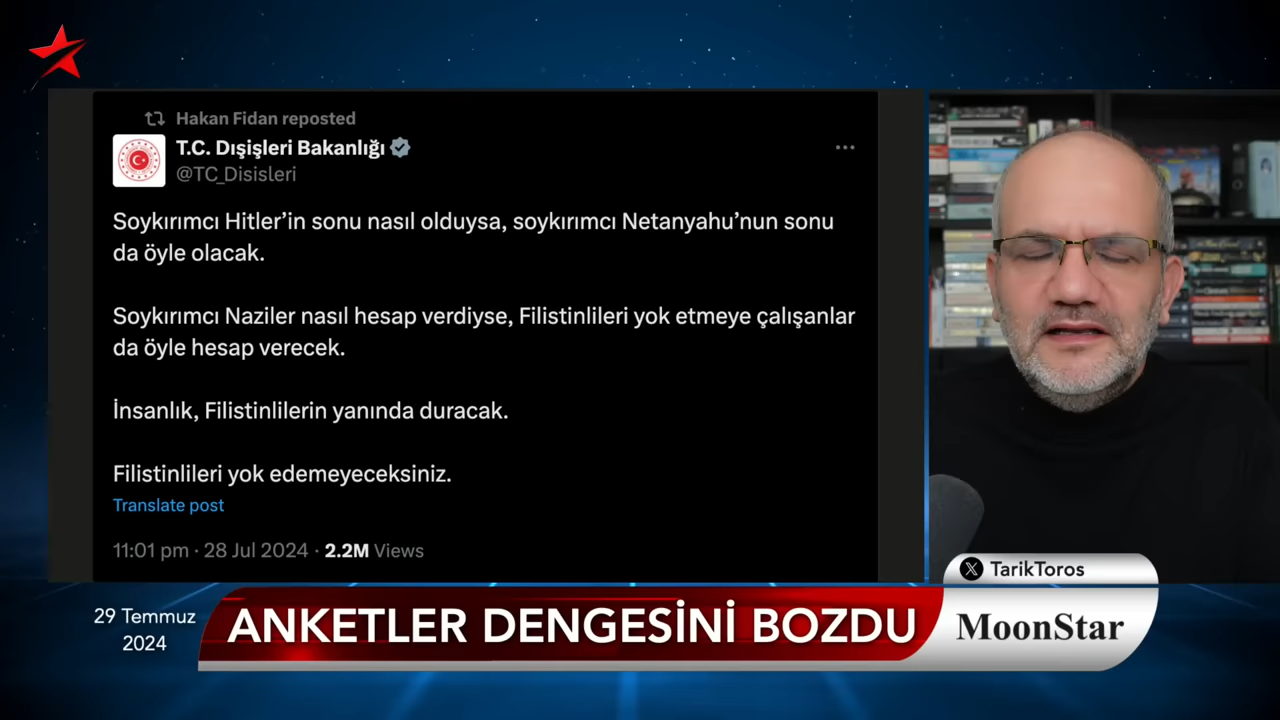 Hakan Fidan reposted
T.C. Dışişleri Bakanlığı
@TC_Disisleri
Soykırımcı Hitler’in sonu nasıl olduysa, soykırımcı Netanyahu’nun sonu
da öyle olacak.
Soykırımcı Naziler nasıl hesap verdiyse, Filistinlileri yok etmeye çalışanlar
da öyle hesap verecek.
İnsanlık, Filistinlilerin yanında duracak.
Filistinlileri yok edemeyeceksiniz.
Translate post
11:01 pm · 28 Jul 2024 · 2.2M Views
TarikToros
29 Temmuz
2024
ANKETLER DENGESİNİ BOZDU
MoonStar